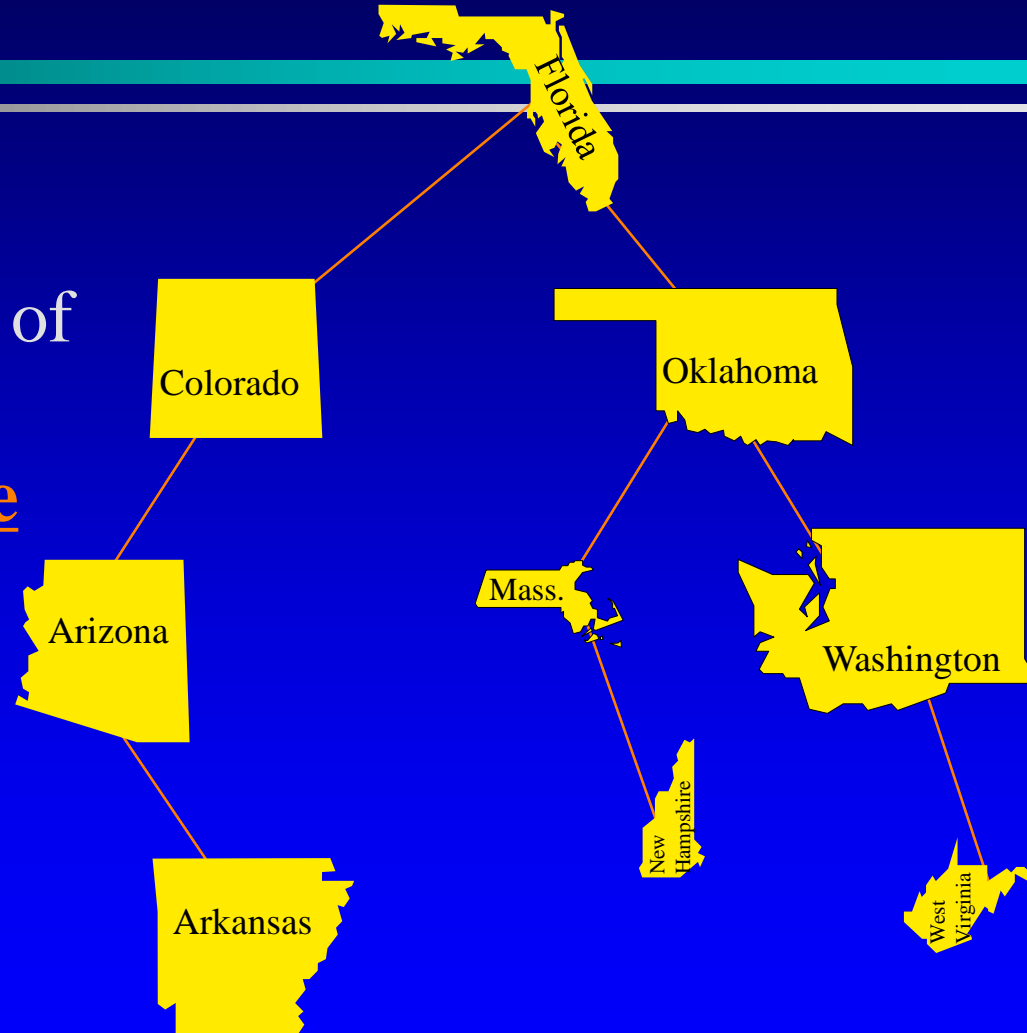 Florida
of
Colorado
Oklahoma
e
Mass.
Arizona
Washington
New
Hampshire
West
Virginia
Arkansas